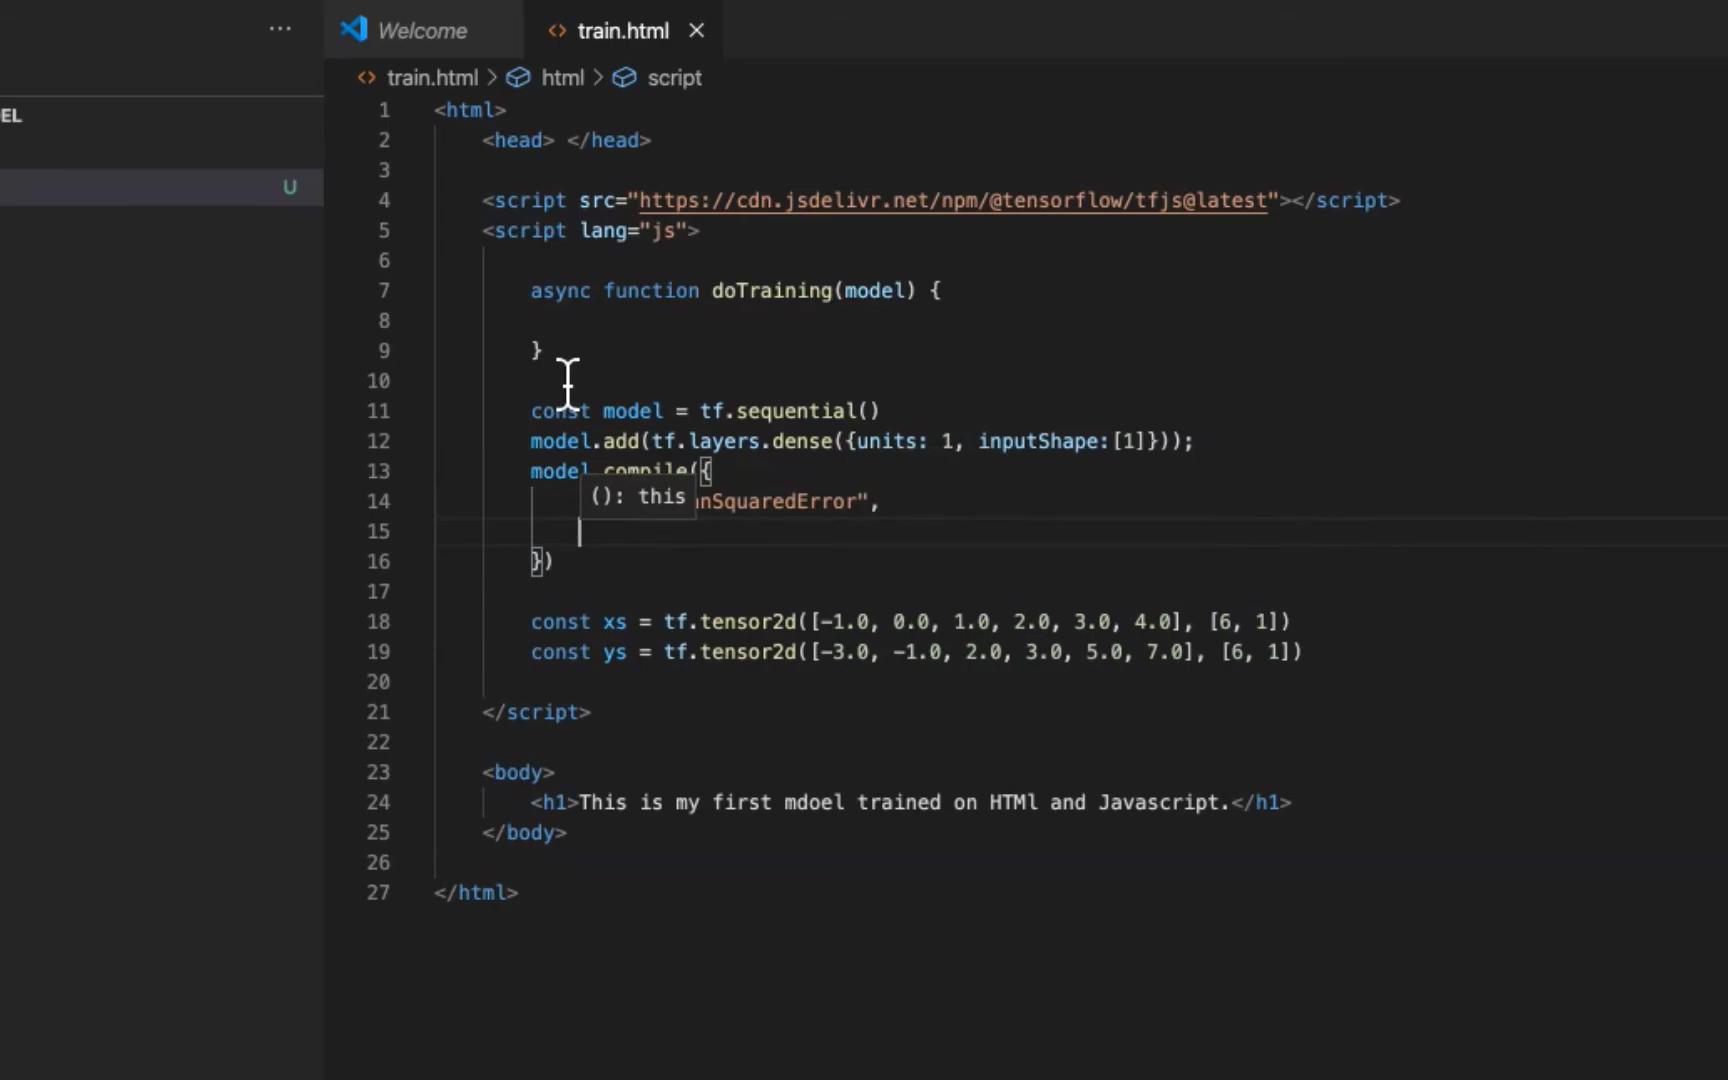 ...
Welcome
train.html
train.html > html > script
EL
U
1 <html>
2 <head> </head>
3
4 <script src="https://cdn.jsdelivr.net/npm/@tensorflow/tfjs@latest"></script>
5 <script lang="js">
6
7 async function doTraining(model) {
8
9 }
10
11 const model = tf.sequential()
12 model.add(tf.layers.dense({units: 1, inputShape:[1]}));
13 model.compile({
(): this
14 nSquaredError",
15
16 })
17
18 const xs = tf.tensor2d([-1.0, 0.0, 1.0, 2.0, 3.0, 4.0], [6, 1])
19 const ys = tf.tensor2d([-3.0, -1.0, 2.0, 3.0, 5.0, 7.0], [6, 1])
20
21 </script>
22
23 <body>
24 <h1>This is my first mdoel trained on HTMl and Javascript.</h1>
25 </body>
26
27 </html>